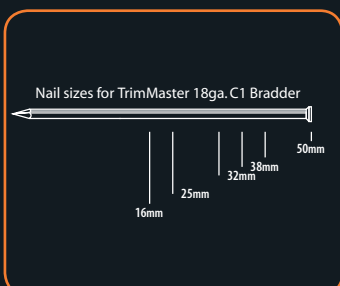 Nail sizes for TrimMaster 18ga. C1 Bradder
50mm
38mm
32mm
25mm
16mm